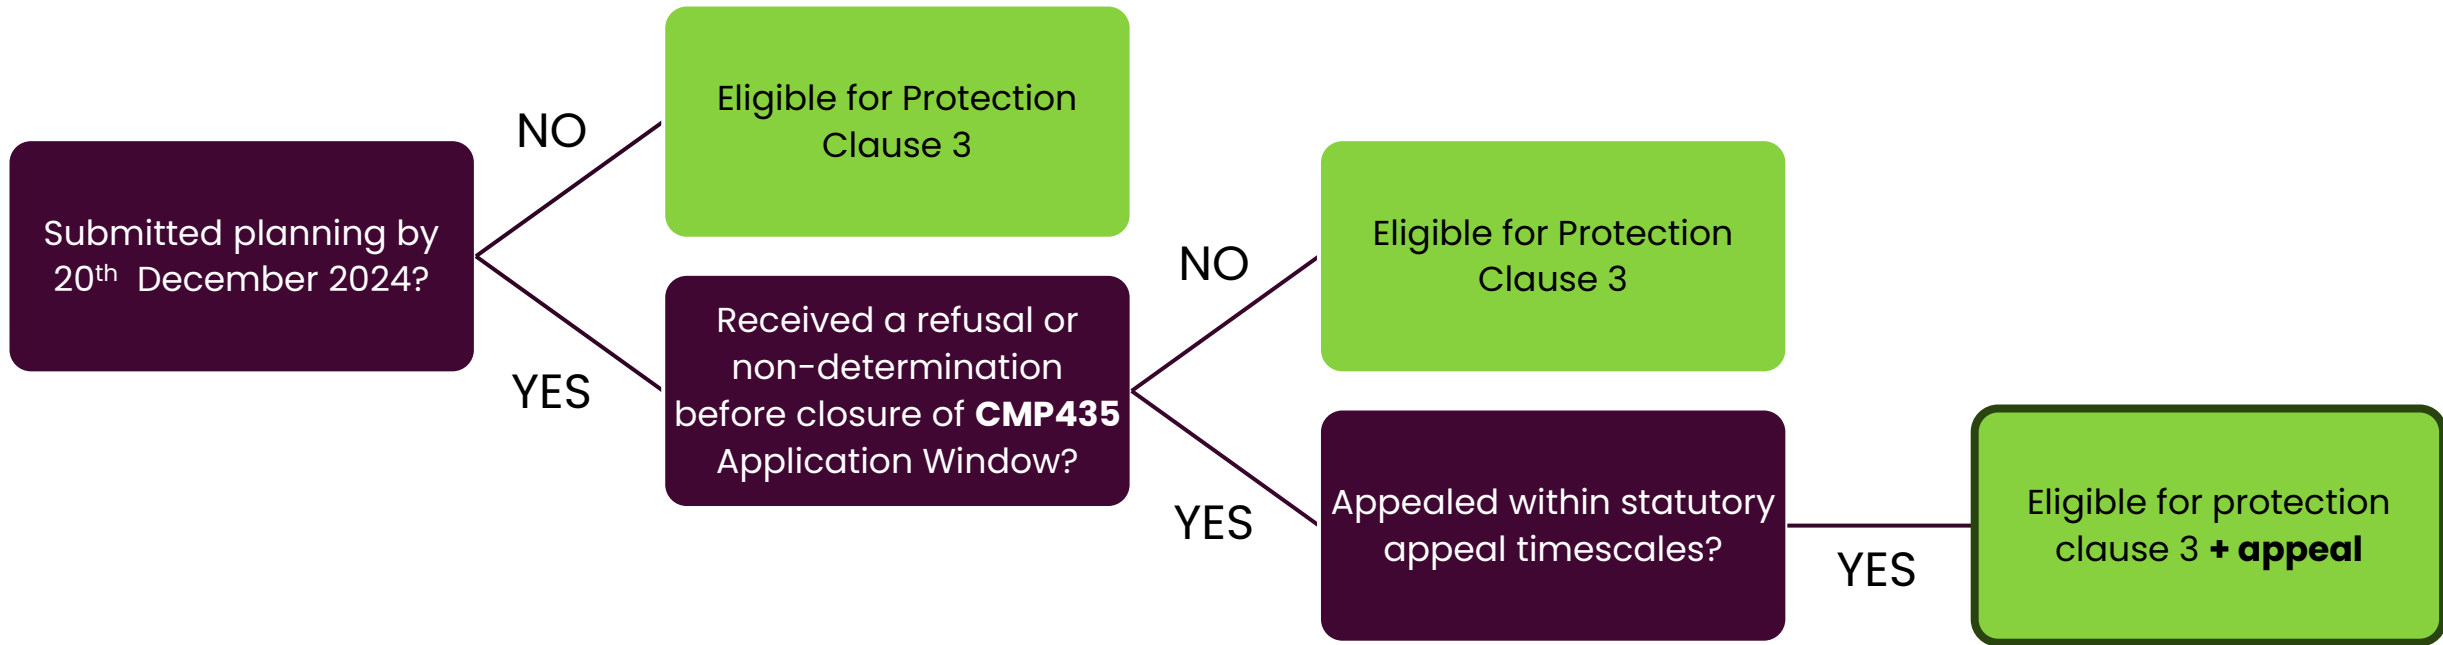 Submitted planning by
20th December 2024?
NO
YES
Eligible for Protection
Clause 3
Received a refusal or
non-determination
before closure of CMP435
Application Window?
NO
YES
Eligible for Protection
Clause 3
Appealed within statutory
appeal timescales?
YES
Eligible for protection
clause 3 + appeal